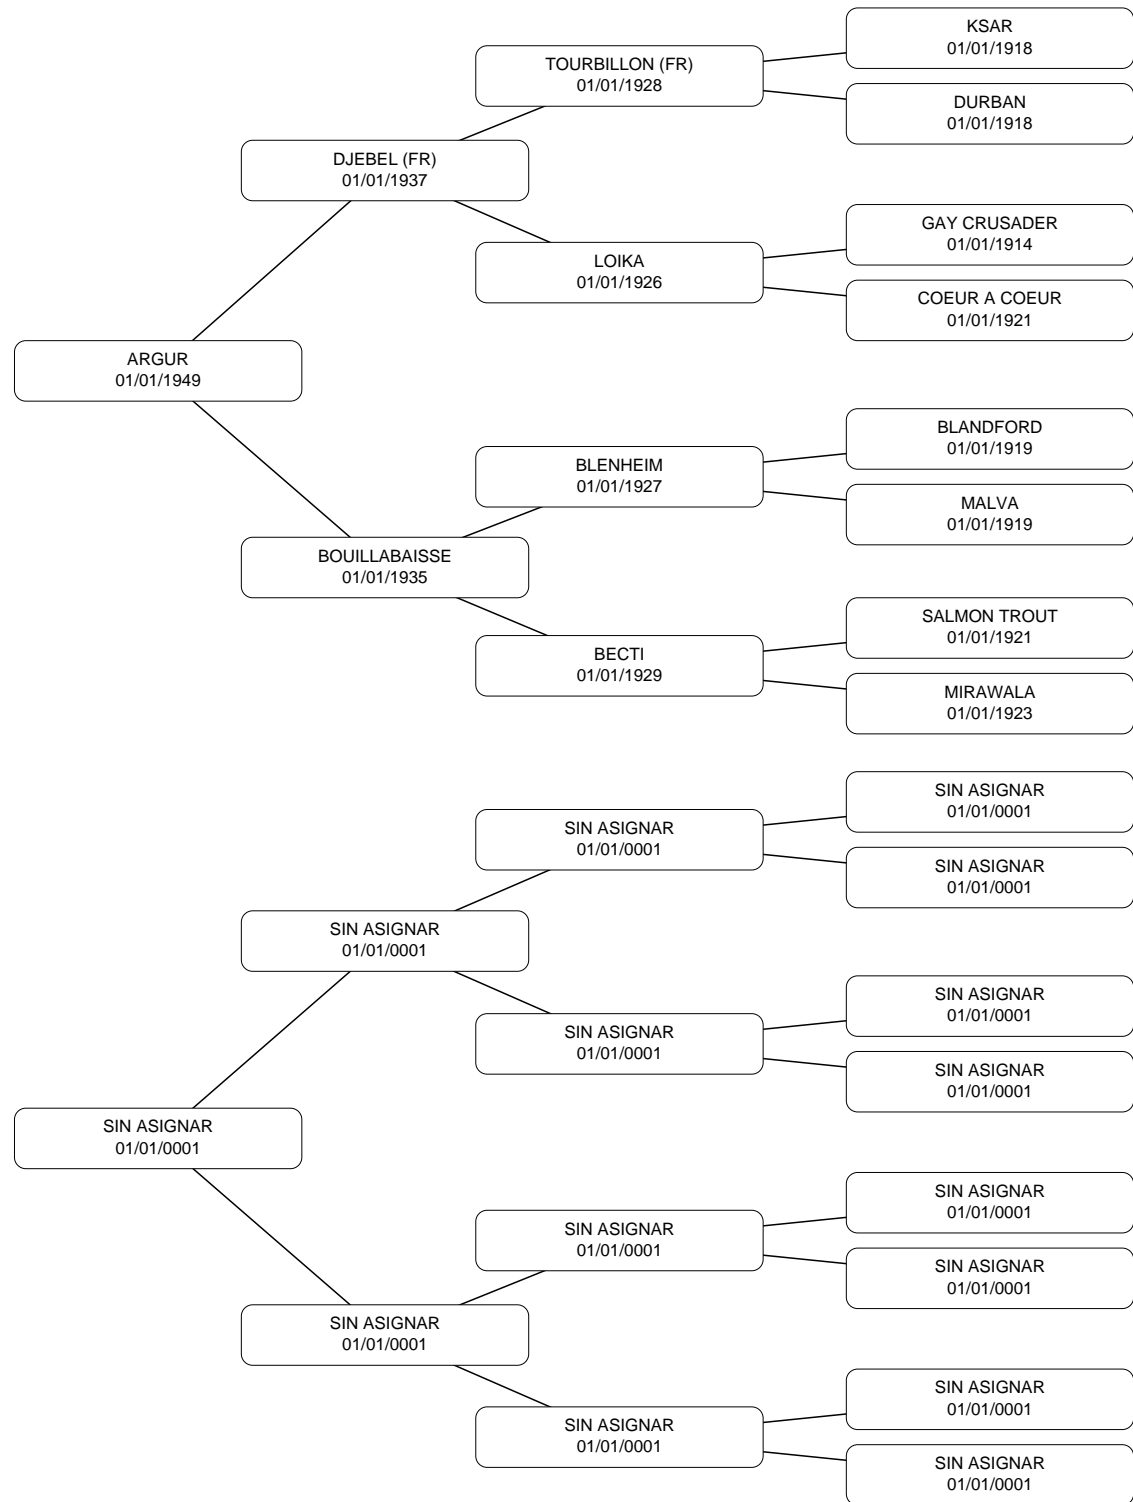 KSAR
01/01/1918
TOURBILLON (FR)
01/01/1928
DURBAN
01/01/1918
DJEBEL (FR)
01/01/1937
GAY CRUSADER
01/01/1914
LOIKA
01/01/1926
COEUR A COEUR
01/01/1921
ARGUR
01/01/1949
BLANDFORD
01/01/1919
BLENHEIM
01/01/1927
MALVA
01/01/1919
BOUILLABAISSE
01/01/1935
SALMON TROUT
01/01/1921
BECTI
01/01/1929
MIRAWALA
01/01/1923
SIN ASIGNAR
01/01/0001
SIN ASIGNAR
01/01/0001
SIN ASIGNAR
01/01/0001
SIN ASIGNAR
01/01/0001
SIN ASIGNAR
01/01/0001
SIN ASIGNAR
01/01/0001
SIN ASIGNAR
01/01/0001
SIN ASIGNAR
01/01/0001
SIN ASIGNAR
01/01/0001
SIN ASIGNAR
01/01/0001
SIN ASIGNAR
01/01/0001
SIN ASIGNAR
01/01/0001
SIN ASIGNAR
01/01/0001
SIN ASIGNAR
01/01/0001
SIN ASIGNAR
01/01/0001